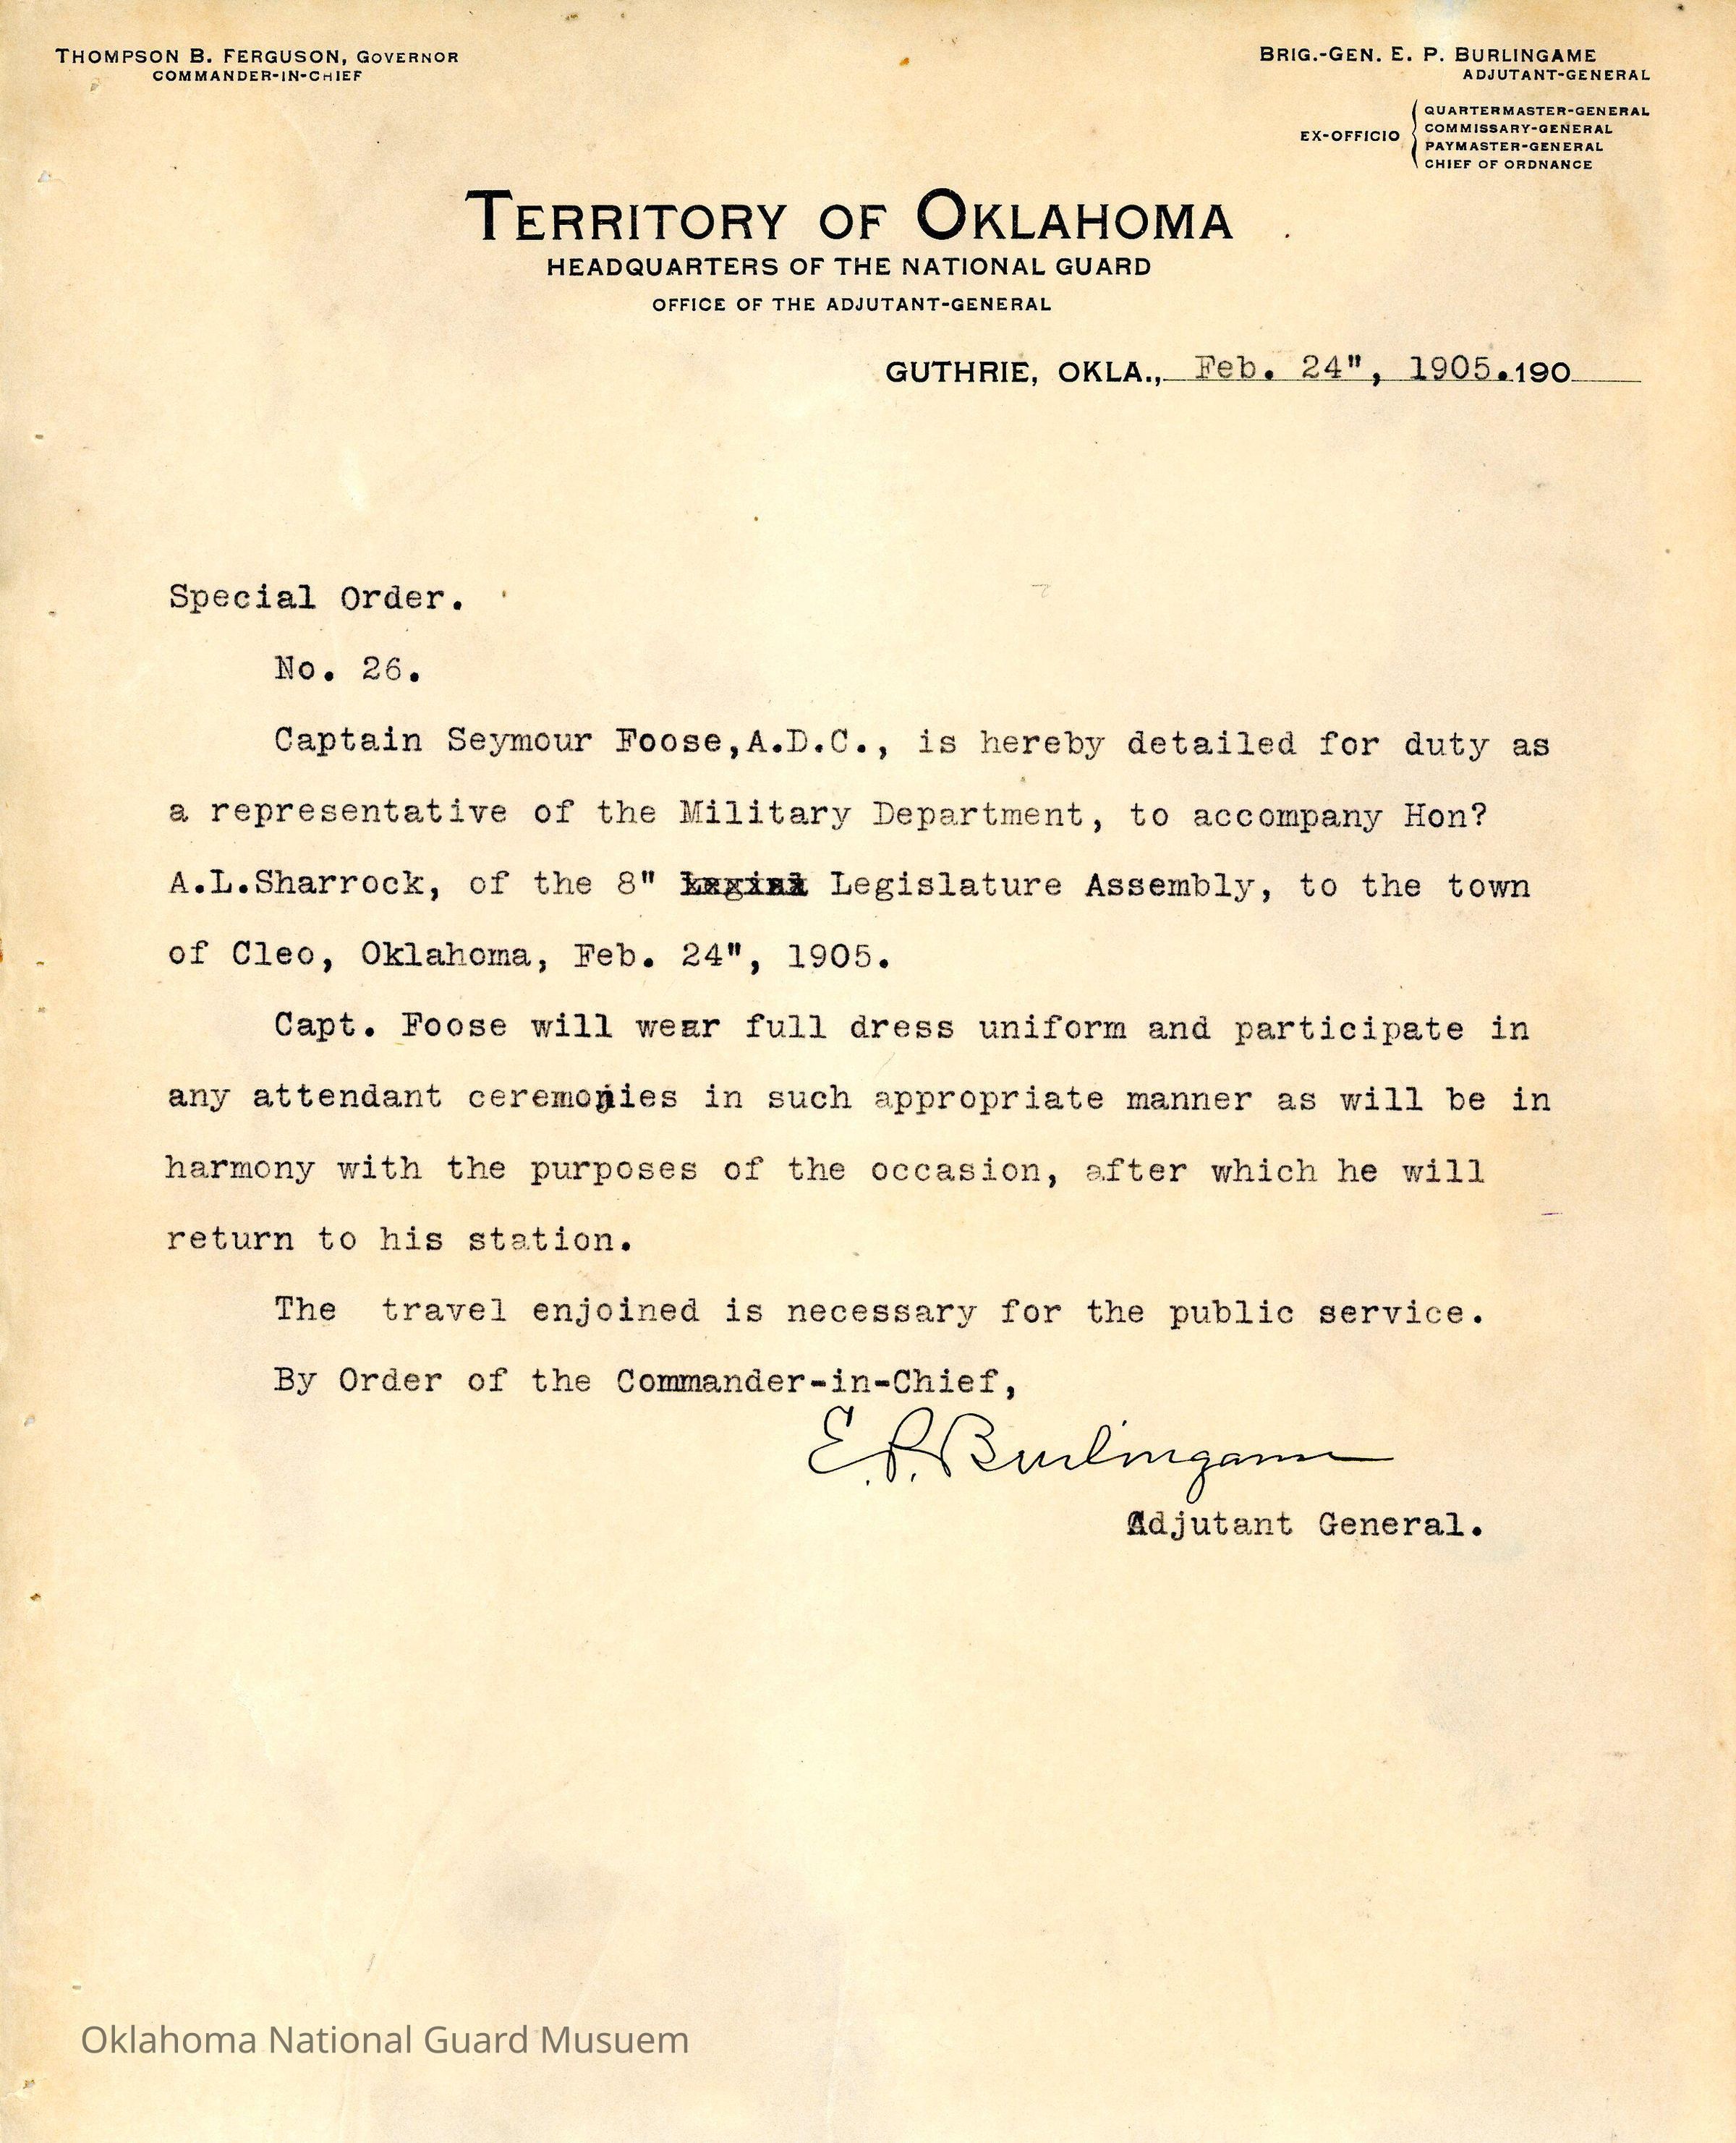 THOMPSON B. FERGUSON, GOVERNOR
COMMANDER-IN-CHIEF
BRIG.-GEN. E. P. BURLINGAME
ADJUTANT-GENERAL
EX-OFFICIO
QUARTERMASTER-GENERAL
COMMISSARY-GENERAL
PAYMASTER-GENERAL
CHIEF OF ORDNANCE
TERRITORY OF OKLAHOMA
HEADQUARTERS OF THE NATIONAL GUARD
OFFICE OF THE ADJUTANT-GENERAL
GUTHRIE, OKLA., Feb. 24", 1905.190
Special Order.
No. 26.
Captain Seymour Foose,A.D.C., is hereby detailed for duty as
a representative of the Military Department, to accompany Hon?
A.L.Sharrock, of the 8" Legislature Assembly, to the town
of Cleo, Oklahoma, Feb. 24", 1905.
Capt. Foose will wear full dress uniform and participate in
any attendant ceremonies in such appropriate manner as will be in
harmony with the purposes of the occasion, after which he will
return to his station.
The travel enjoined is necessary for the public service.
By Order of the Commander-in-Chief,
E. P. Burlingame
Adjutant General.
Oklahoma National Guard Musuem